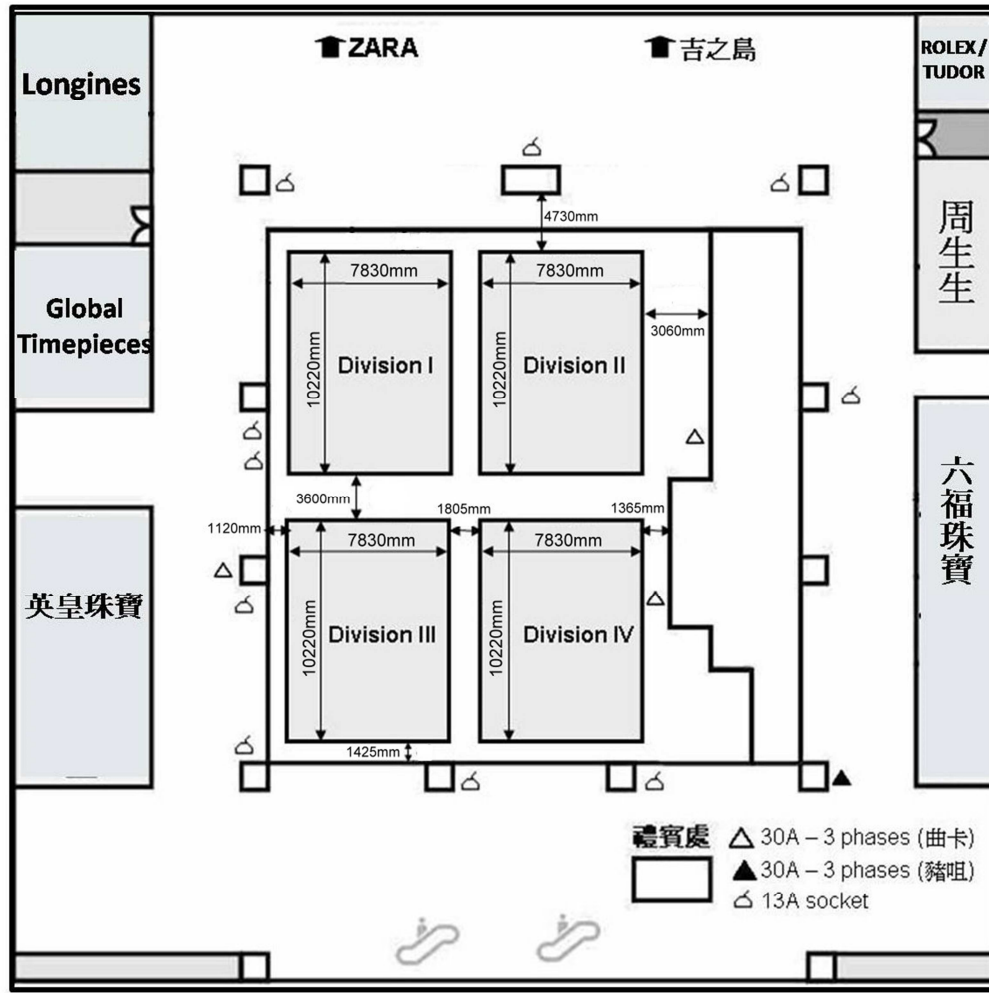 ZARA
吉之島
ROLEX/
TUDOR
Longines
4730mm
周生生
7830mm
7830mm
Global
Timepieces
3060mm
10220mm
Division I
10220mm
Division II
六福珠寶
3600mm
1805mm
1365mm
1120mm
7830mm
7830mm
英皇珠寶
10220mm
Division III
10220mm
Division IV
1425mm
禮賓處
30A – 3 phases (曲卡)
30A – 3 phases (豬咀)
13A socket